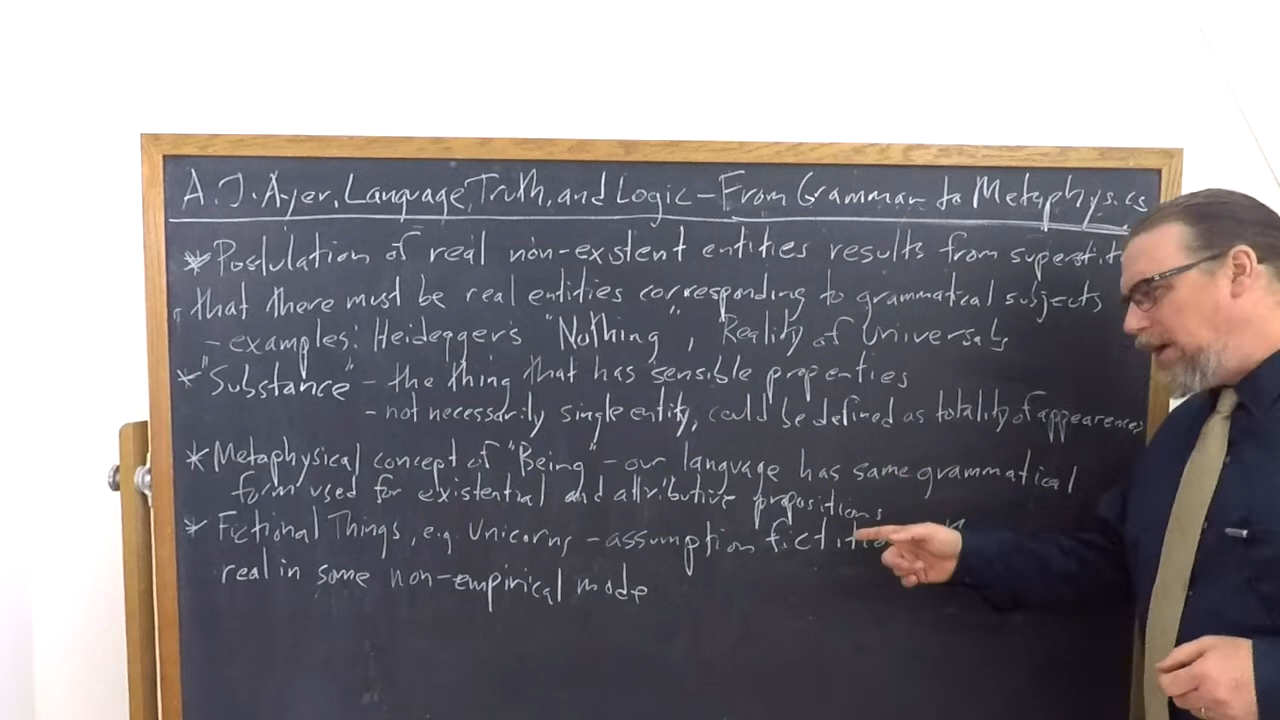 A.J. Ayer, Language, Truth, and Logic – From Grammar to Metaphysics
* Postulation of real non-existent entities results from superstit
that there must be real entities corresponding to grammatical subjects
- examples: Heidegger's "Nothing", Reality of Universals
* "Substance" - the thing that has sensible properties
- not necessarily single entity, could be defined as totality of appearences
* Metaphysical concept of "Being" - our language has same grammatical
form used for existential and attributive propositions
* Fictional Things, e.g. Unicorns - assumption
real in some non-empirical mode